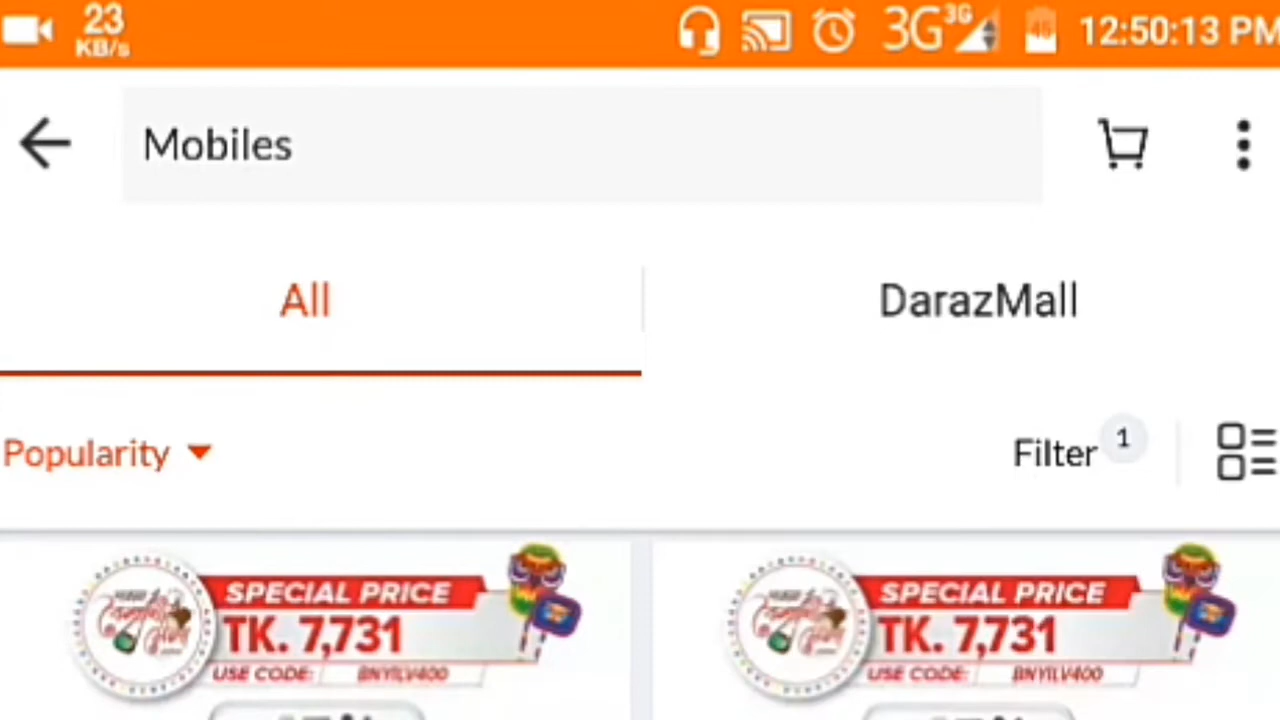 23
KB/s
3G 3G
12:50:13 PM
Mobiles
All
DarazMall
Popularity
Filter 1
SPECIAL PRICE
TK. 7,731
USE CODE:
SPECIAL PRICE
TK. 7,731
USE CODE: